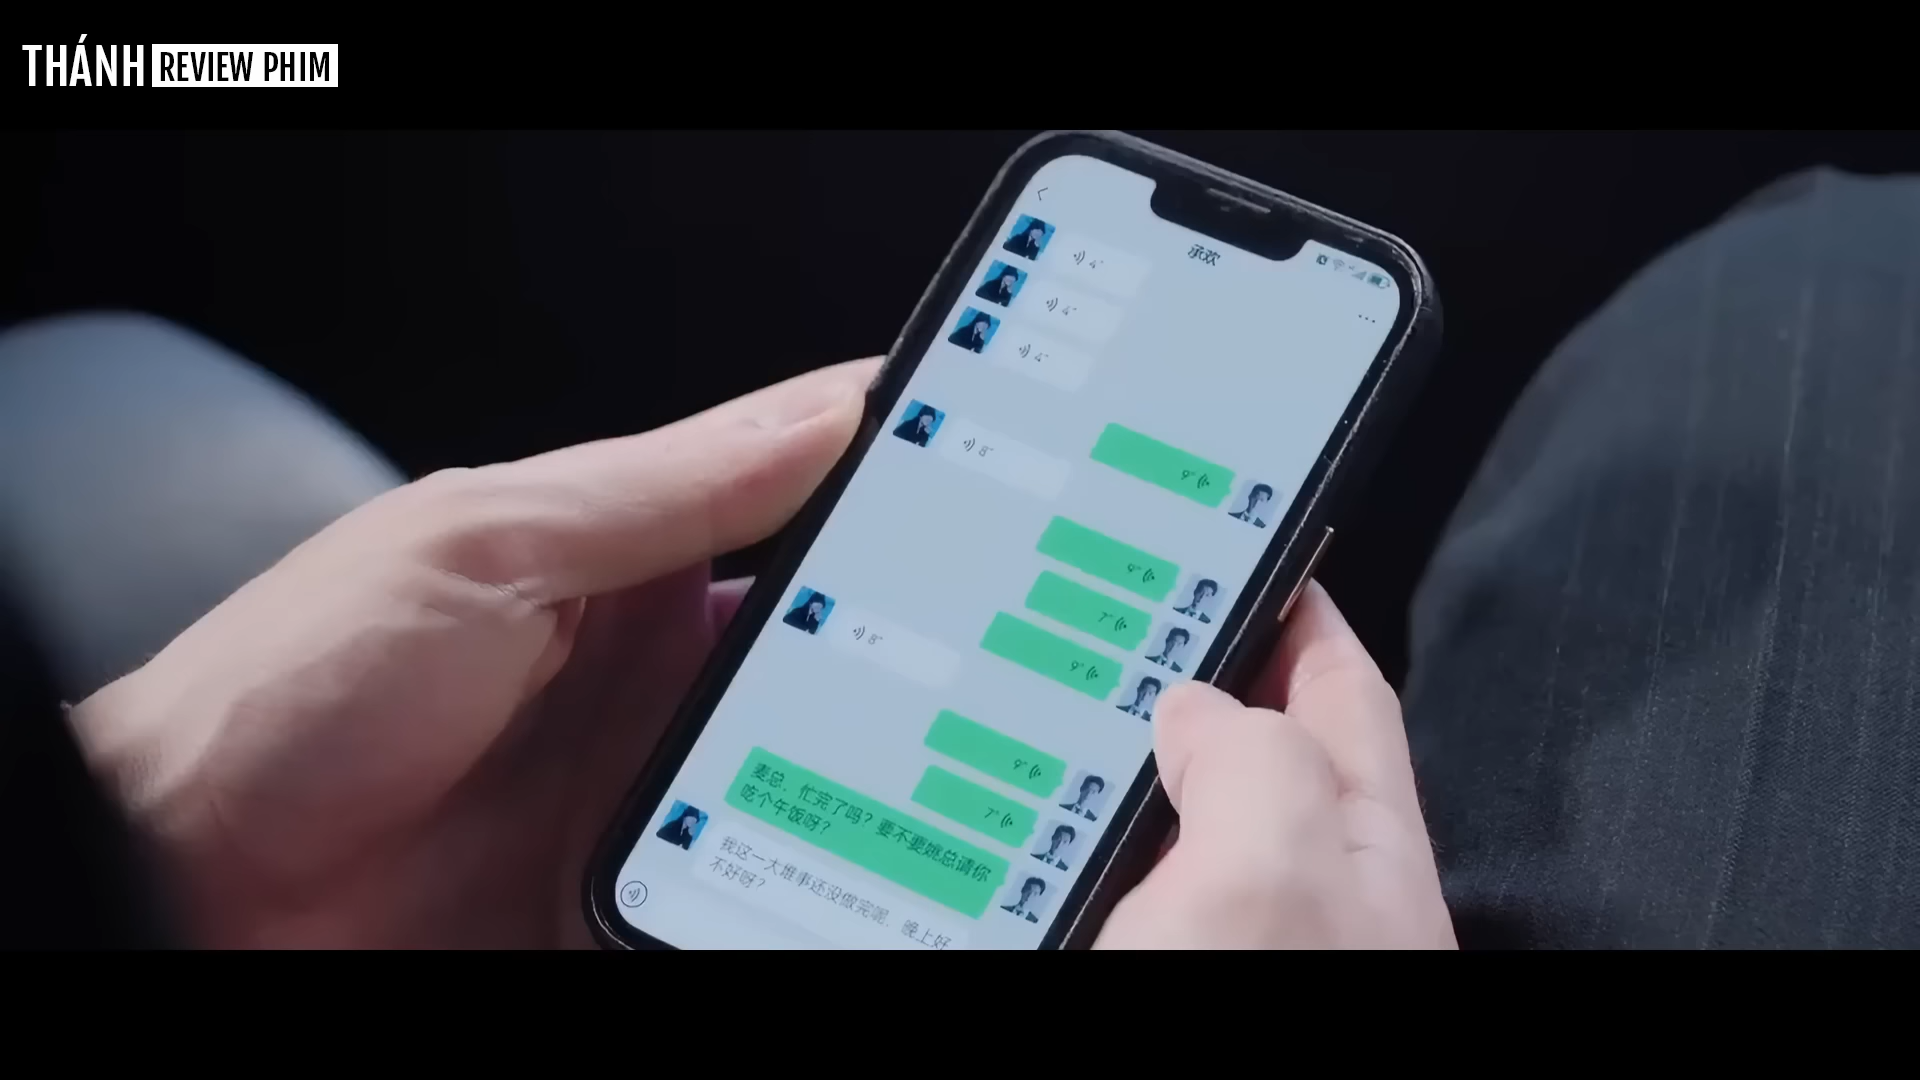 THÁNH REVIEW PHIM
承欢
4"
4"
4"
9"
8"
9"
7"
9"
8"
9"
7"
麦总，忙完了吗？要不要姚总请你
吃个午饭呀？
我这一大堆事还没做完呢，晚上好
不好呀？